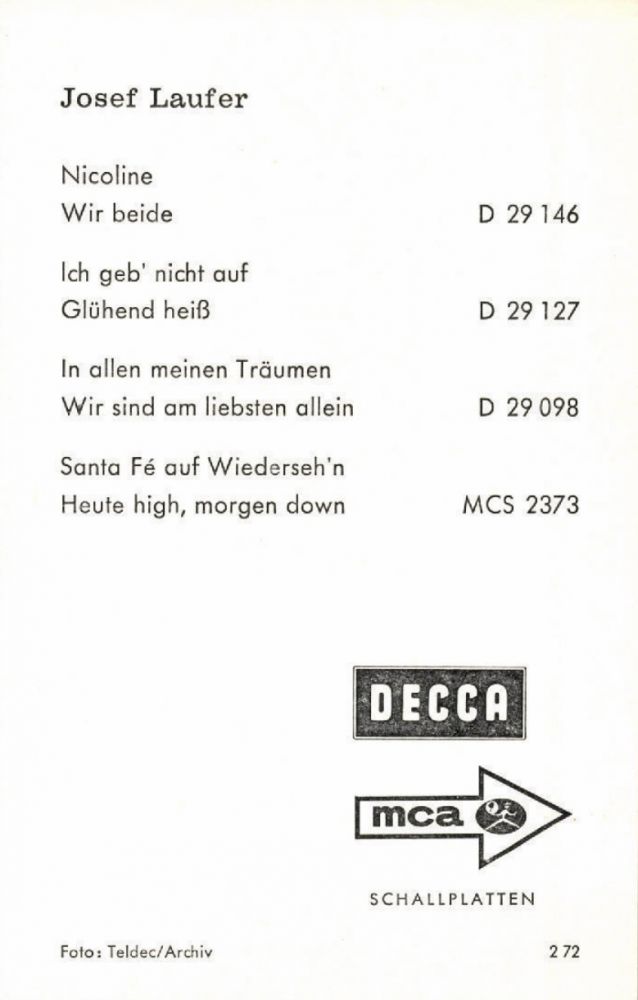 Josef Laufer
Nicoline
Wir beide D 29 146
Ich geb' nicht auf
Glühend heiß D 29 127
In allen meinen Träumen
Wir sind am liebsten allein D 29 098
Santa Fé auf Wiederseh'n
Heute high, morgen down MCS 2373
DECCA
mca
SCHALLPLATTEN
Foto: Teldec/Archiv 2 72